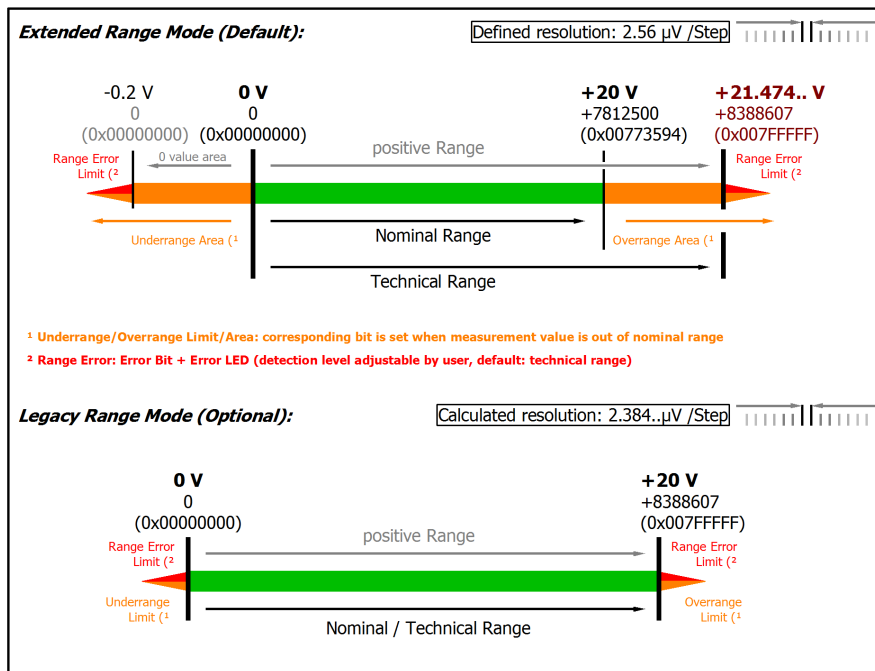 Extended Range Mode (Default):
Defined resolution: 2.56 µV /Step
-0.2 V
0
(0x00000000)
0 V
0
(0x00000000)
+20 V
+7812500
(0x00773594)
+21.474.. V
+8388607
(0x007FFFFF)
Range Error
Limit (²
0 value area
positive Range
Range Error
Limit (²
Underrange Area (¹
Nominal Range
Overrange Area (¹
Technical Range
¹ Underrange/Overrange Limit/Area: corresponding bit is set when measurement value is out of nominal range
² Range Error: Error Bit + Error LED (detection level adjustable by user, default: technical range)
Legacy Range Mode (Optional):
Calculated resolution: 2.384..µV /Step
0 V
0
(0x00000000)
+20 V
+8388607
(0x007FFFFF)
Range Error
Limit (²
positive Range
Range Error
Limit (²
Underrange
Limit (¹
Overrange
Limit (¹
Nominal / Technical Range